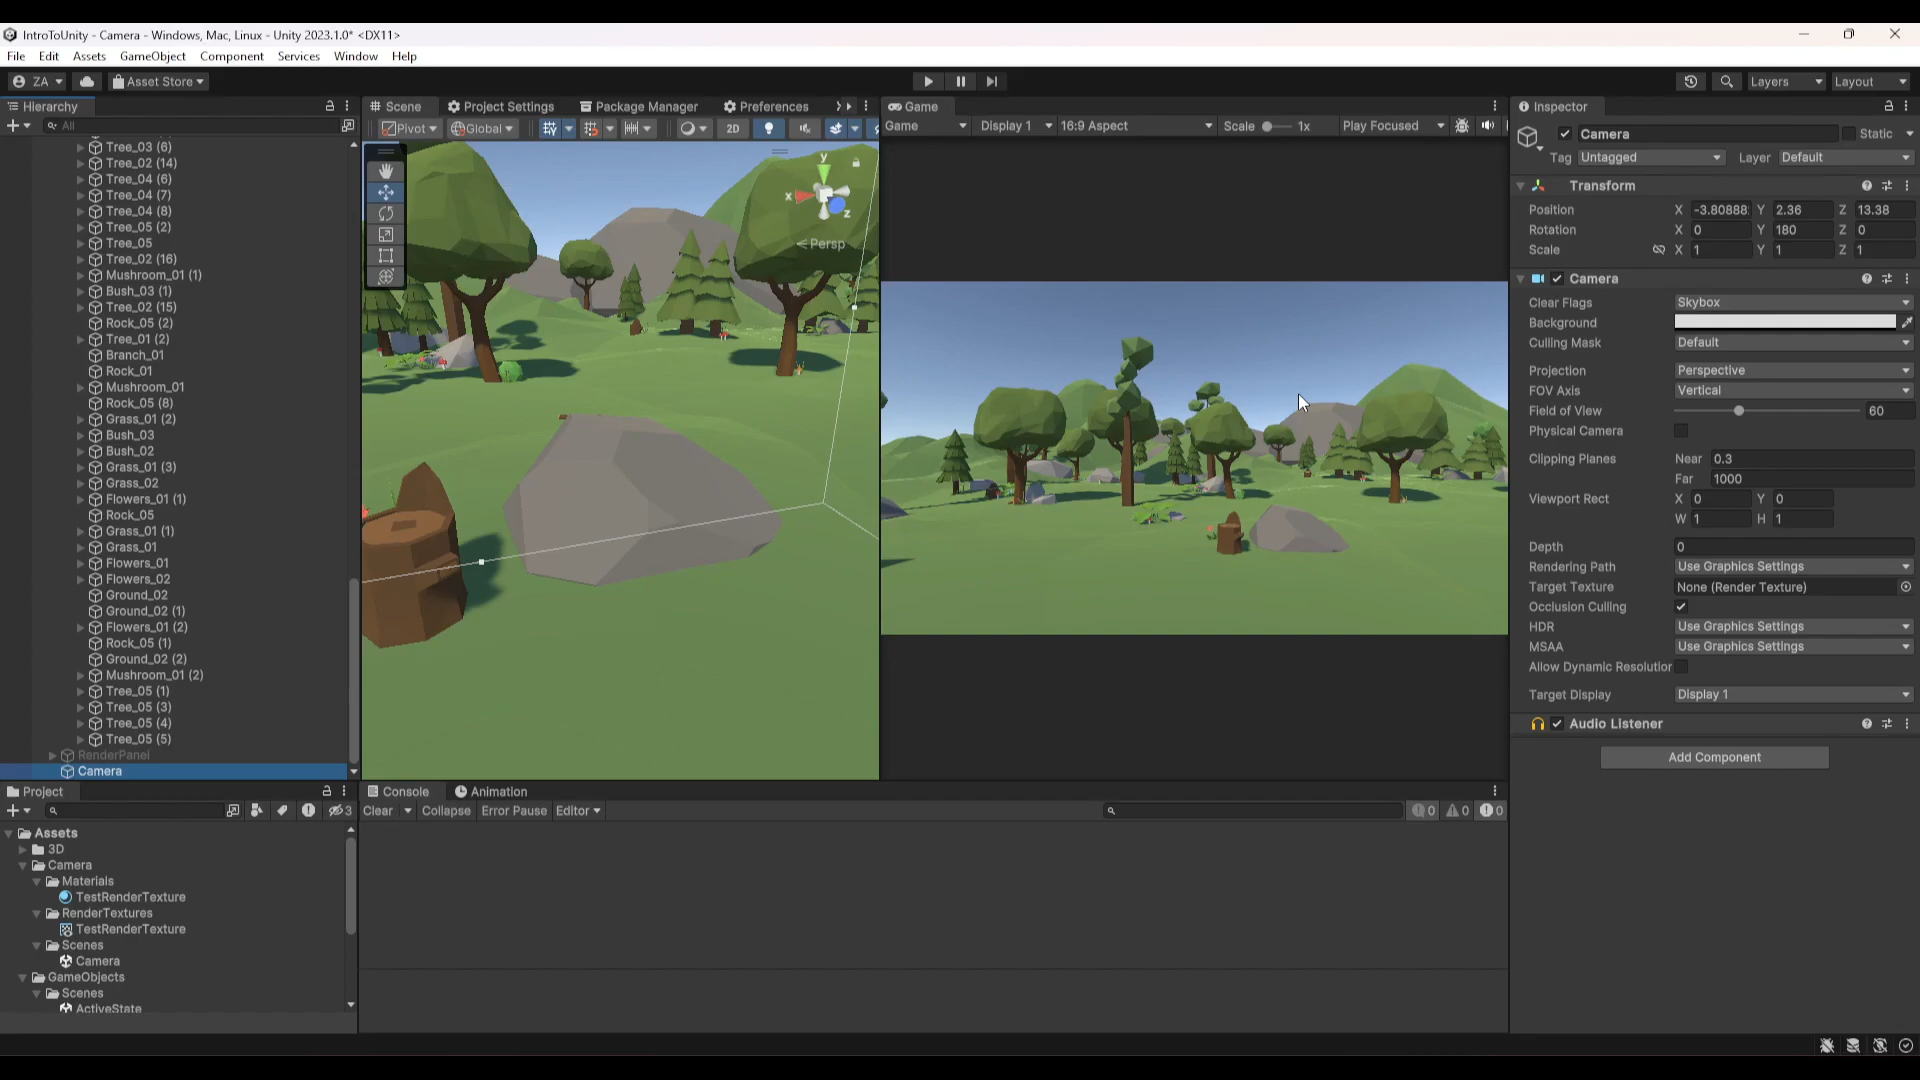 IntroToUnity - Camera - Windows, Mac, Linux - Unity 2023.1.0* <DX11>
File Edit Assets GameObject Component Services Window Help
ZA Asset Store Layers Layout
Hierarchy
All
Tree_03 (6)
Tree_02 (14)
Tree_04 (6)
Tree_04 (7)
Tree_04 (8)
Tree_05 (2)
Tree_05
Tree_02 (16)
Mushroom_01 (1)
Bush_03 (1)
Tree_02 (15)
Rock_05 (2)
Tree_01 (2)
Branch_01
Rock_01
Mushroom_01
Rock_05 (8)
Grass_01 (2)
Bush_03
Bush_02
Grass_01 (3)
Grass_02
Flowers_01 (1)
Rock_05
Grass_01 (1)
Grass_01
Flowers_01
Flowers_02
Ground_02
Ground_02 (1)
Flowers_01 (2)
Rock_05 (1)
Ground_02 (2)
Mushroom_01 (2)
Tree_05 (1)
Tree_05 (3)
Tree_05 (4)
Tree_05 (5)
RenderPanel
Camera
Scene Project Settings Package Manager Preferences
Pivot Global 2D
y
x
z
Persp
Game
Game Display 1 16:9 Aspect Scale 1x Play Focused
Inspector
Camera Static
Tag Untagged Layer Default
Transform
Position X -3.80888 Y 2.36 Z 13.38
Rotation X 0 Y 180 Z 0
Scale X 1 Y 1 Z 1
Camera
Clear Flags Skybox
Background
Culling Mask Default
Projection Perspective
FOV Axis Vertical
Field of View 60
Physical Camera
Clipping Planes Near 0.3
Far 1000
Viewport Rect X 0 Y 0
W 1 H 1
Depth 0
Rendering Path Use Graphics Settings
Target Texture None (Render Texture)
Occlusion Culling
HDR Use Graphics Settings
MSAA Use Graphics Settings
Allow Dynamic Resolutior
Target Display Display 1
Audio Listener
Add Component
Project
3
Assets
3D
Camera
Materials
TestRenderTexture
RenderTextures
TestRenderTexture
Scenes
Camera
GameObjects
Scenes
ActiveState
Console Animation
Clear Collapse Error Pause Editor 0 0 0